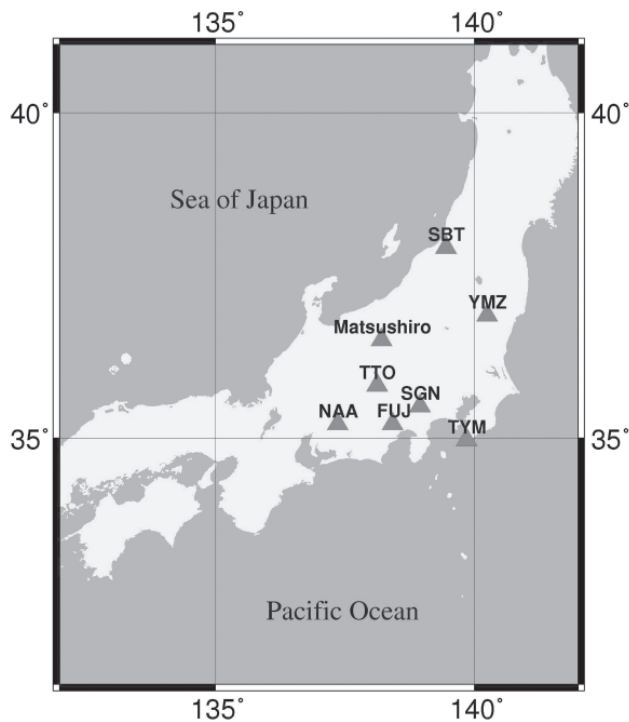 135° 140°
40° 40°
Sea of Japan
SBT
YMZ
Matsushiro
TTO
SGN
NAA FUJ
TYM
35° 35°
Pacific Ocean
135° 140°